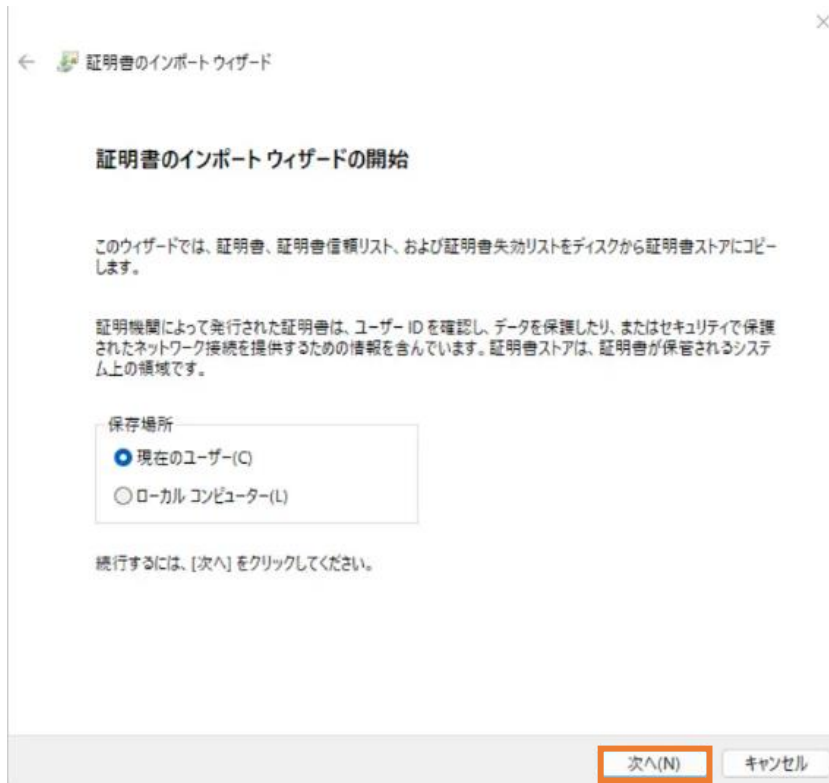 証明書のインポート ウィザード
証明書のインポート ウィザードの開始
このウィザードでは、証明書、証明書信頼リスト、および証明書失効リストをディスクから証明書ストアにコピー
します。
証明機関によって発行された証明書は、ユーザー ID を確認し、データを保護したり、またはセキュリティで保護
されたネットワーク接続を提供するための情報を含んでいます。証明書ストアは、証明書が保管されるシステ
ム上の領域です。
保存場所
現在のユーザー(C)
ローカル コンピューター(L)
続行するには、[次へ] をクリックしてください。
次へ(N)
キャンセル